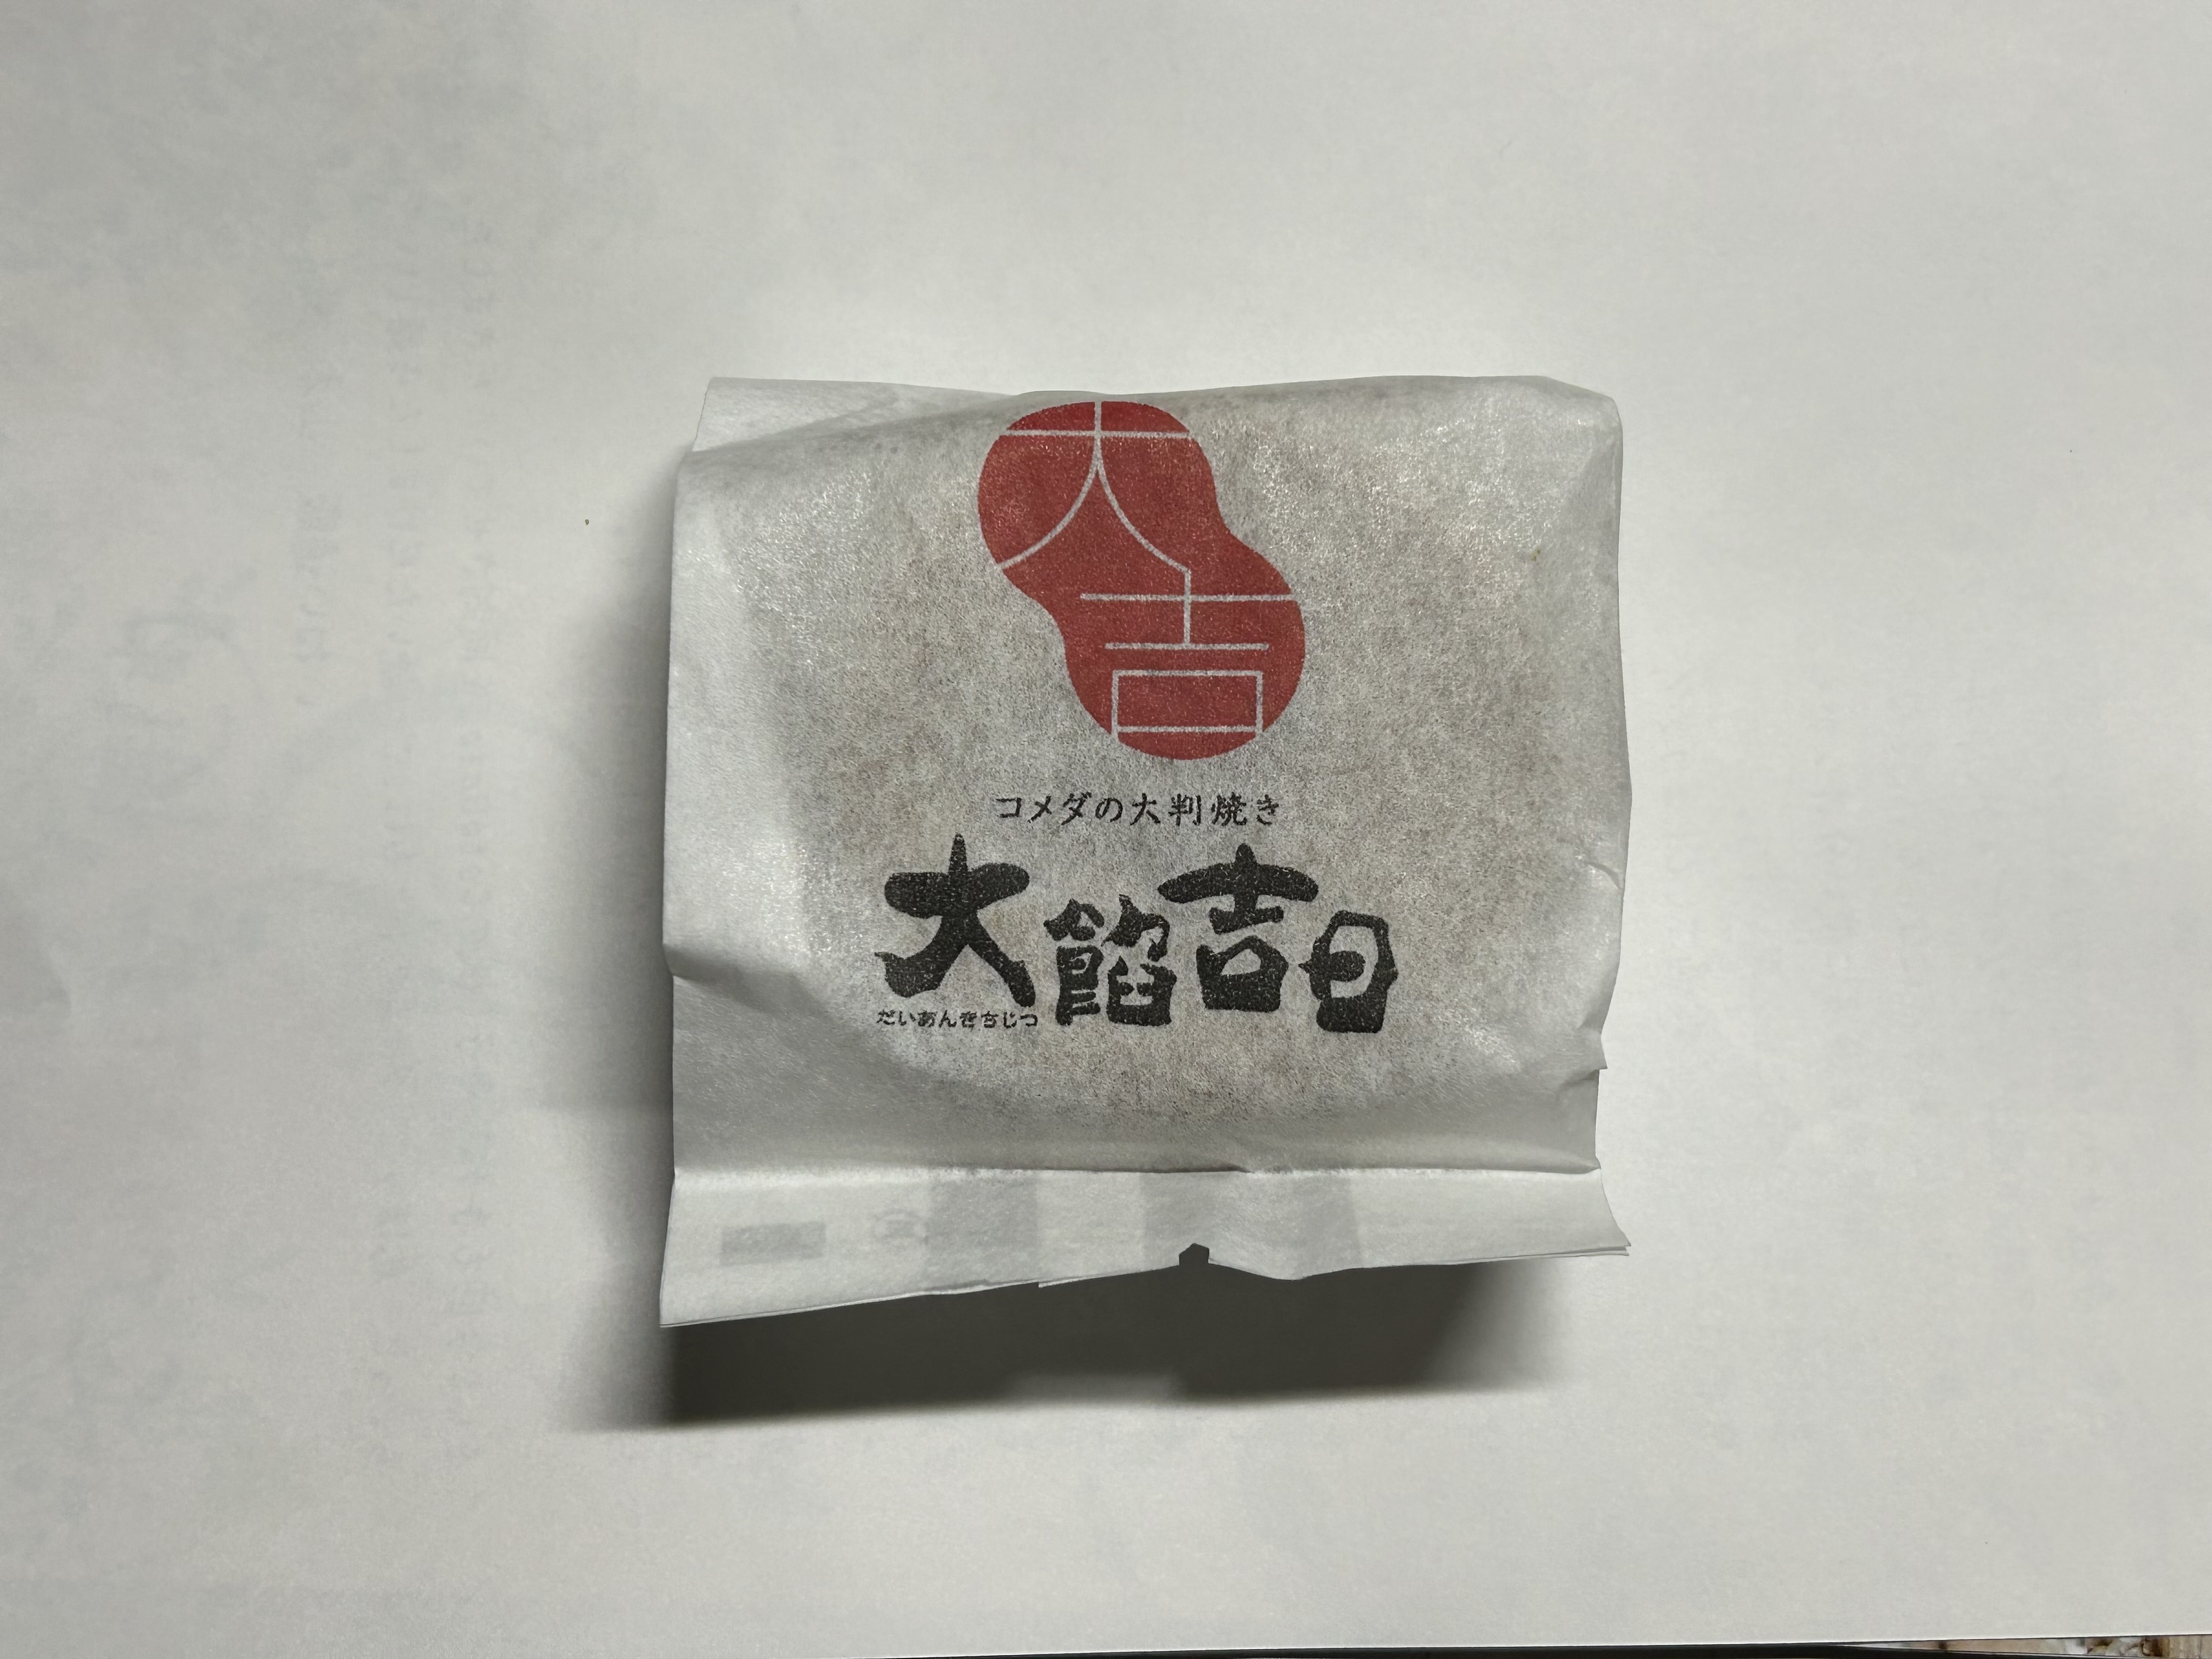 大吉
コメダの大判焼き
大餡吉日
だいあんきちじつ